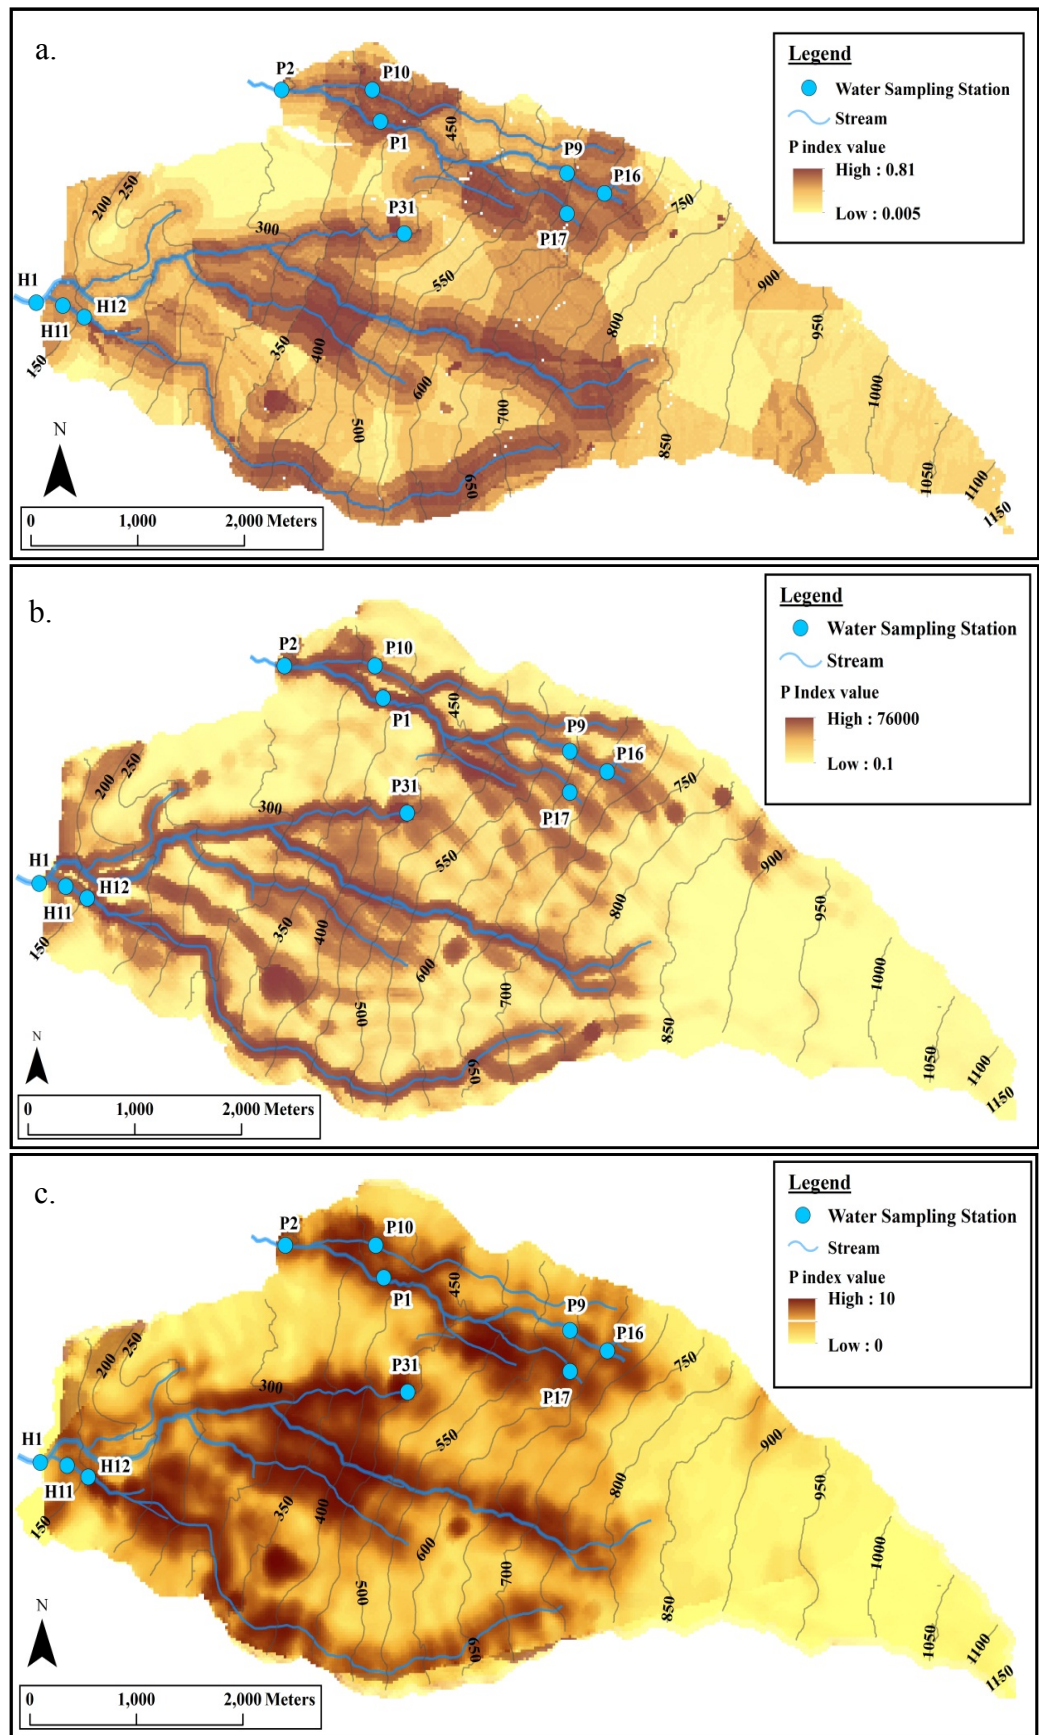 a.
P2
P10
P1
450
P9
P16
P17
750
P31
300
200
250
H1
H12
H11
150
550
900
800
950
350
400
600
1000
700
500
850
650
1050
1100
1150
N
0 1,000 2,000 Meters
Legend
Water Sampling Station
Stream
P index value
High : 0.81
Low : 0.005
b.
P2
P10
P1
450
P9
P16
P17
750
P31
300
200
250
H1
H12
H11
150
550
900
800
950
350
400
600
1000
700
500
850
650
1050
1100
1150
N
0 1,000 2,000 Meters
Legend
Water Sampling Station
Stream
P Index value
High : 76000
Low : 0.1
c.
P2
P10
P1
450
P9
P16
P17
750
P31
300
200
250
H1
H12
H11
150
550
900
800
950
350
400
600
1000
700
500
850
650
1050
1100
1150
N
0 1,000 2,000 Meters
Legend
Water Sampling Station
Stream
P index value
High : 10
Low : 0